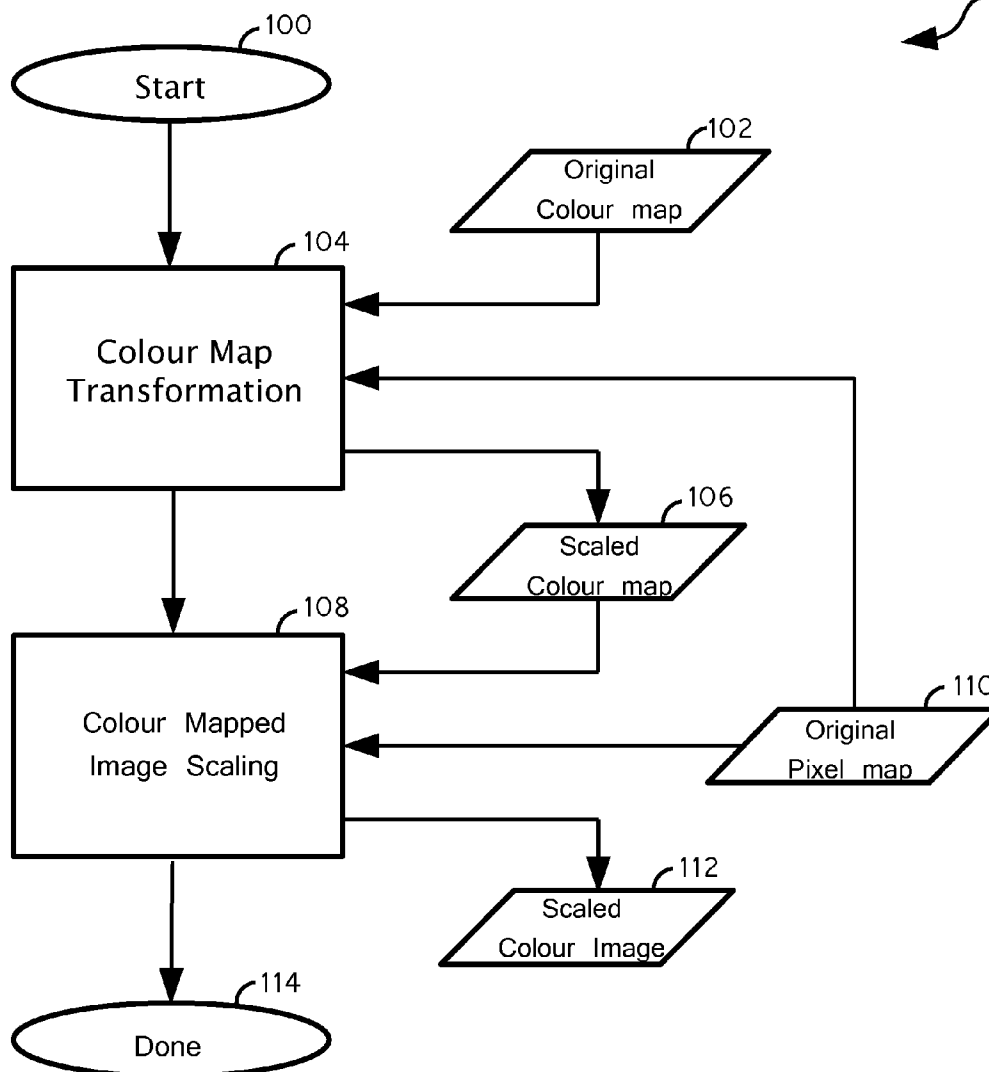 100
Start
102
Original
Colour map
104
Colour Map
Transformation
106
Scaled
Colour map
108
Colour Mapped
Image Scaling
110
Original
Pixel map
112
Scaled
Colour Image
114
Done